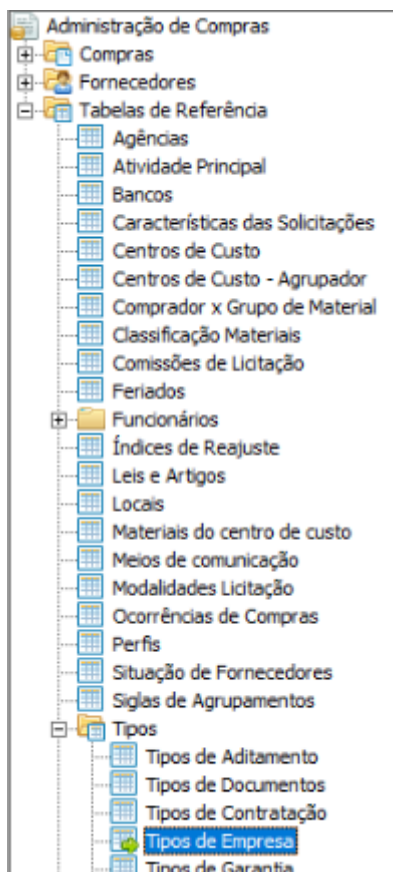 Administração de Compras
Compras
Fornecedores
Tabelas de Referência
Agências
Atividade Principal
Bancos
Características das Solicitações
Centros de Custo
Centros de Custo - Agrupador
Comprador x Grupo de Material
Classificação Materiais
Comissões de Licitação
Feriados
Funcionários
Índices de Reajuste
Leis e Artigos
Locais
Materiais do centro de custo
Meios de comunicação
Modalidades Licitação
Ocorrências de Compras
Perfis
Situação de Fornecedores
Siglas de Agrupamentos
Tipos
Tipos de Aditamento
Tipos de Documentos
Tipos de Contratação
Tipos de Empresa
Tipos de Garantia